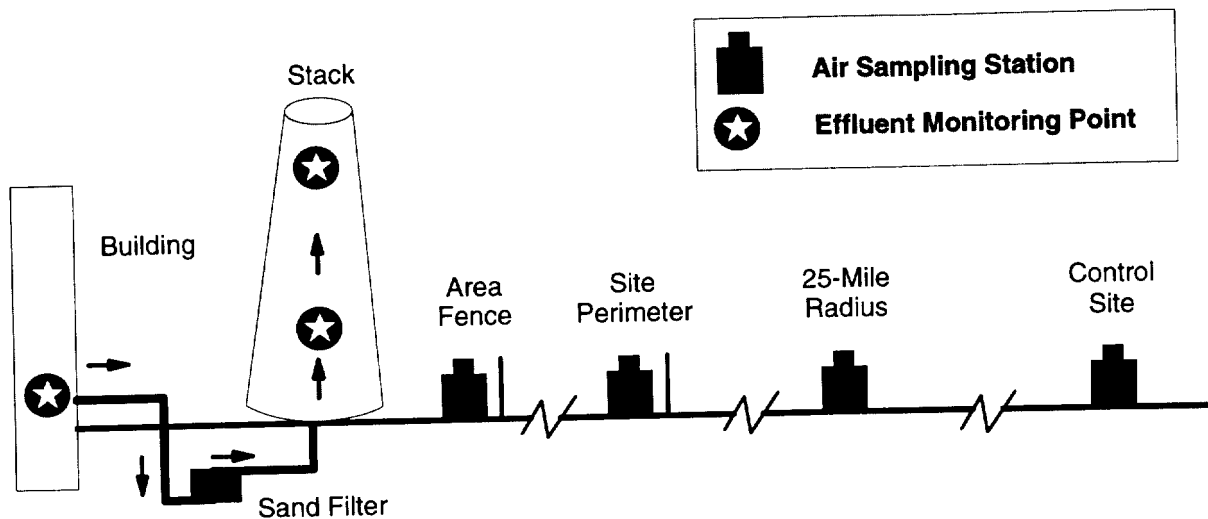 Stack
Air Sampling Station
Effluent Monitoring Point
Building
Area
Fence
Site
Perimeter
25-Mile
Radius
Control
Site
Sand Filter